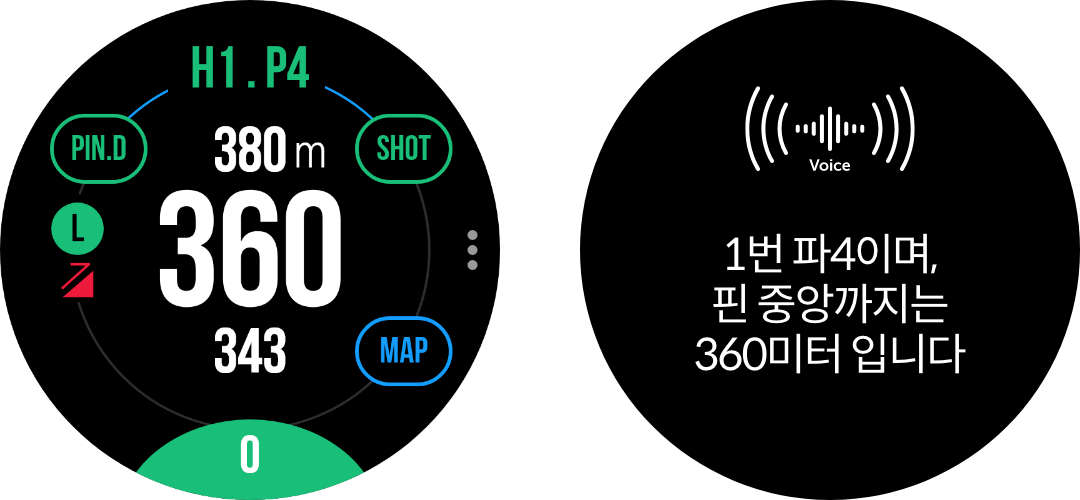 H1 . P4
PIN.D
380 m
SHOT
L
360
343
MAP
0
Voice
1번 파4이며,
핀 중앙까지는
360미터 입니다